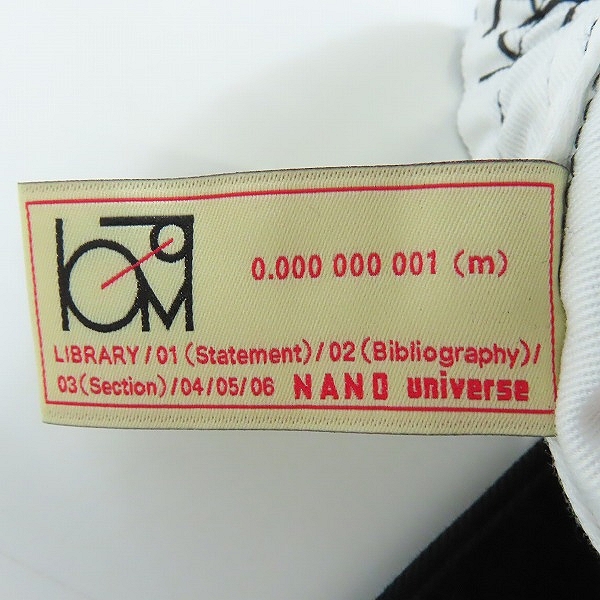 0.000 000 001 (m)
LIBRARY/01 (Statement)/02 (Bibliography)/
03 (Section)/04/05/06 NANO universe